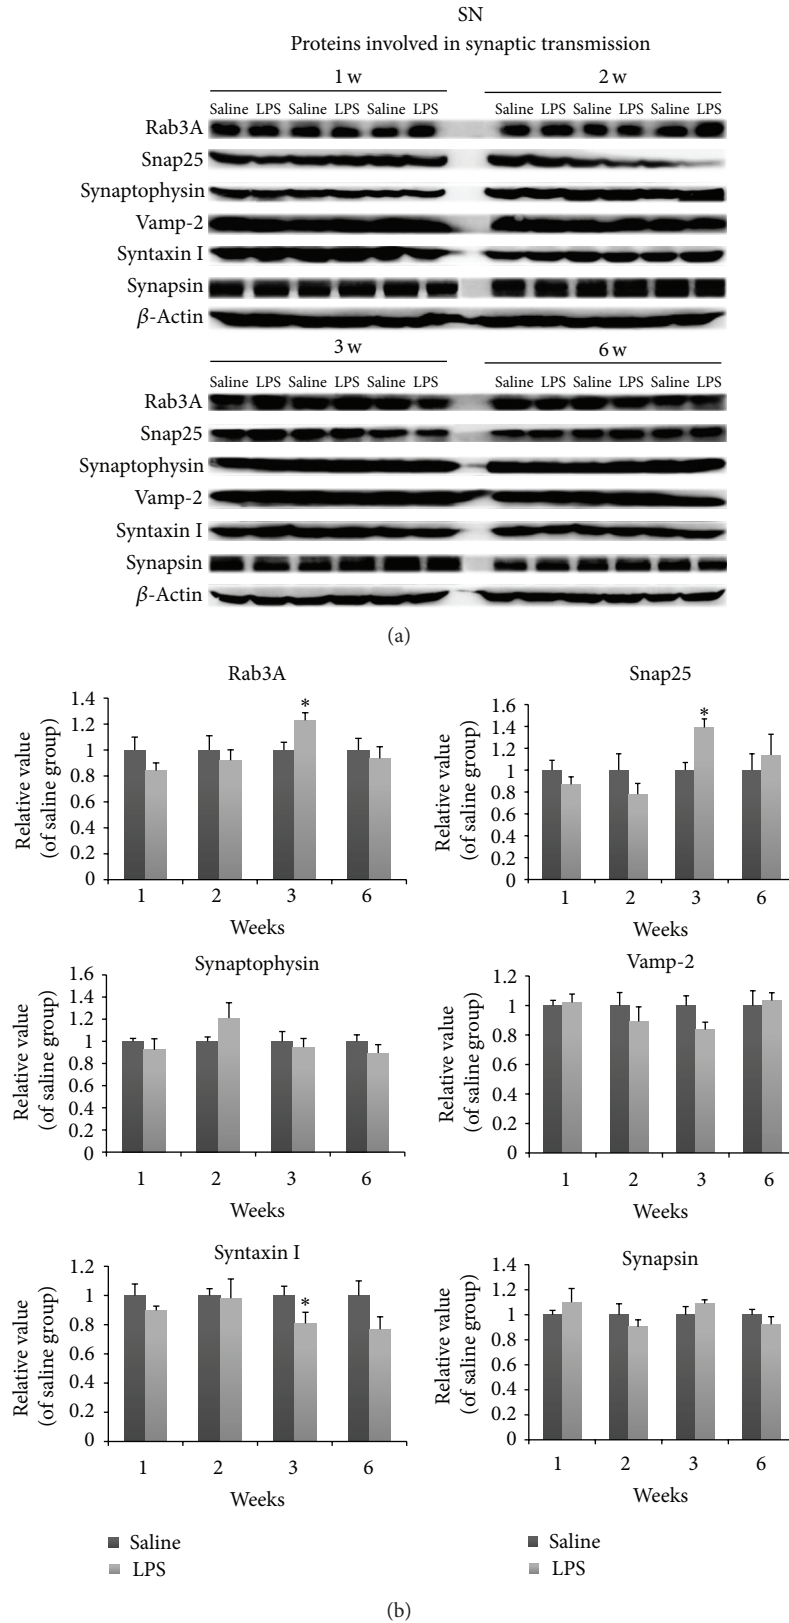 SN
Proteins involved in synaptic transmission
1 w 2 w
Saline LPS Saline LPS Saline LPS Saline LPS Saline LPS Saline LPS
Rab3A
Snap25
Synaptophysin
Vamp-2
Syntaxin I
Synapsin
β-Actin
3 w 6 w
Saline LPS Saline LPS Saline LPS Saline LPS Saline LPS Saline LPS
Rab3A
Snap25
Synaptophysin
Vamp-2
Syntaxin I
Synapsin
β-Actin
(a)
Rab3A
Relative value
(of saline group)
1.4
1.2
1
0.8
0.6
0.4
0.2
0
*
1 2 3 6
Weeks
Snap25
Relative value
(of saline group)
1.6
1.4
1.2
1
0.8
0.6
0.4
0.2
0
*
1 2 3 6
Weeks
Synaptophysin
Relative value
(of saline group)
1.6
1.4
1.2
1
0.8
0.6
0.4
0.2
0
1 2 3 6
Weeks
Vamp-2
Relative value
(of saline group)
1.2
1
0.8
0.6
0.4
0.2
0
1 2 3 6
Weeks
Syntaxin I
Relative value
(of saline group)
1.2
1
0.8
0.6
0.4
0.2
0
*
1 2 3 6
Weeks
Synapsin
Relative value
(of saline group)
1.4
1.2
1
0.8
0.6
0.4
0.2
0
1 2 3 6
Weeks
Saline
LPS
Saline
LPS
(b)